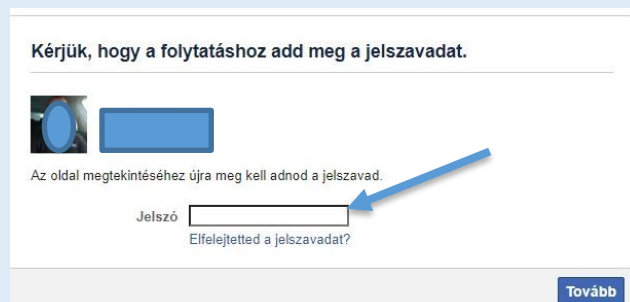 Kérjük, hogy a folytatáshoz add meg a jelszavadat.
Az oldal megtekintéséhez újra meg kell adnod a jelszavad.
Jelszó
Elfelejtetted a jelszavadat?
Tovább